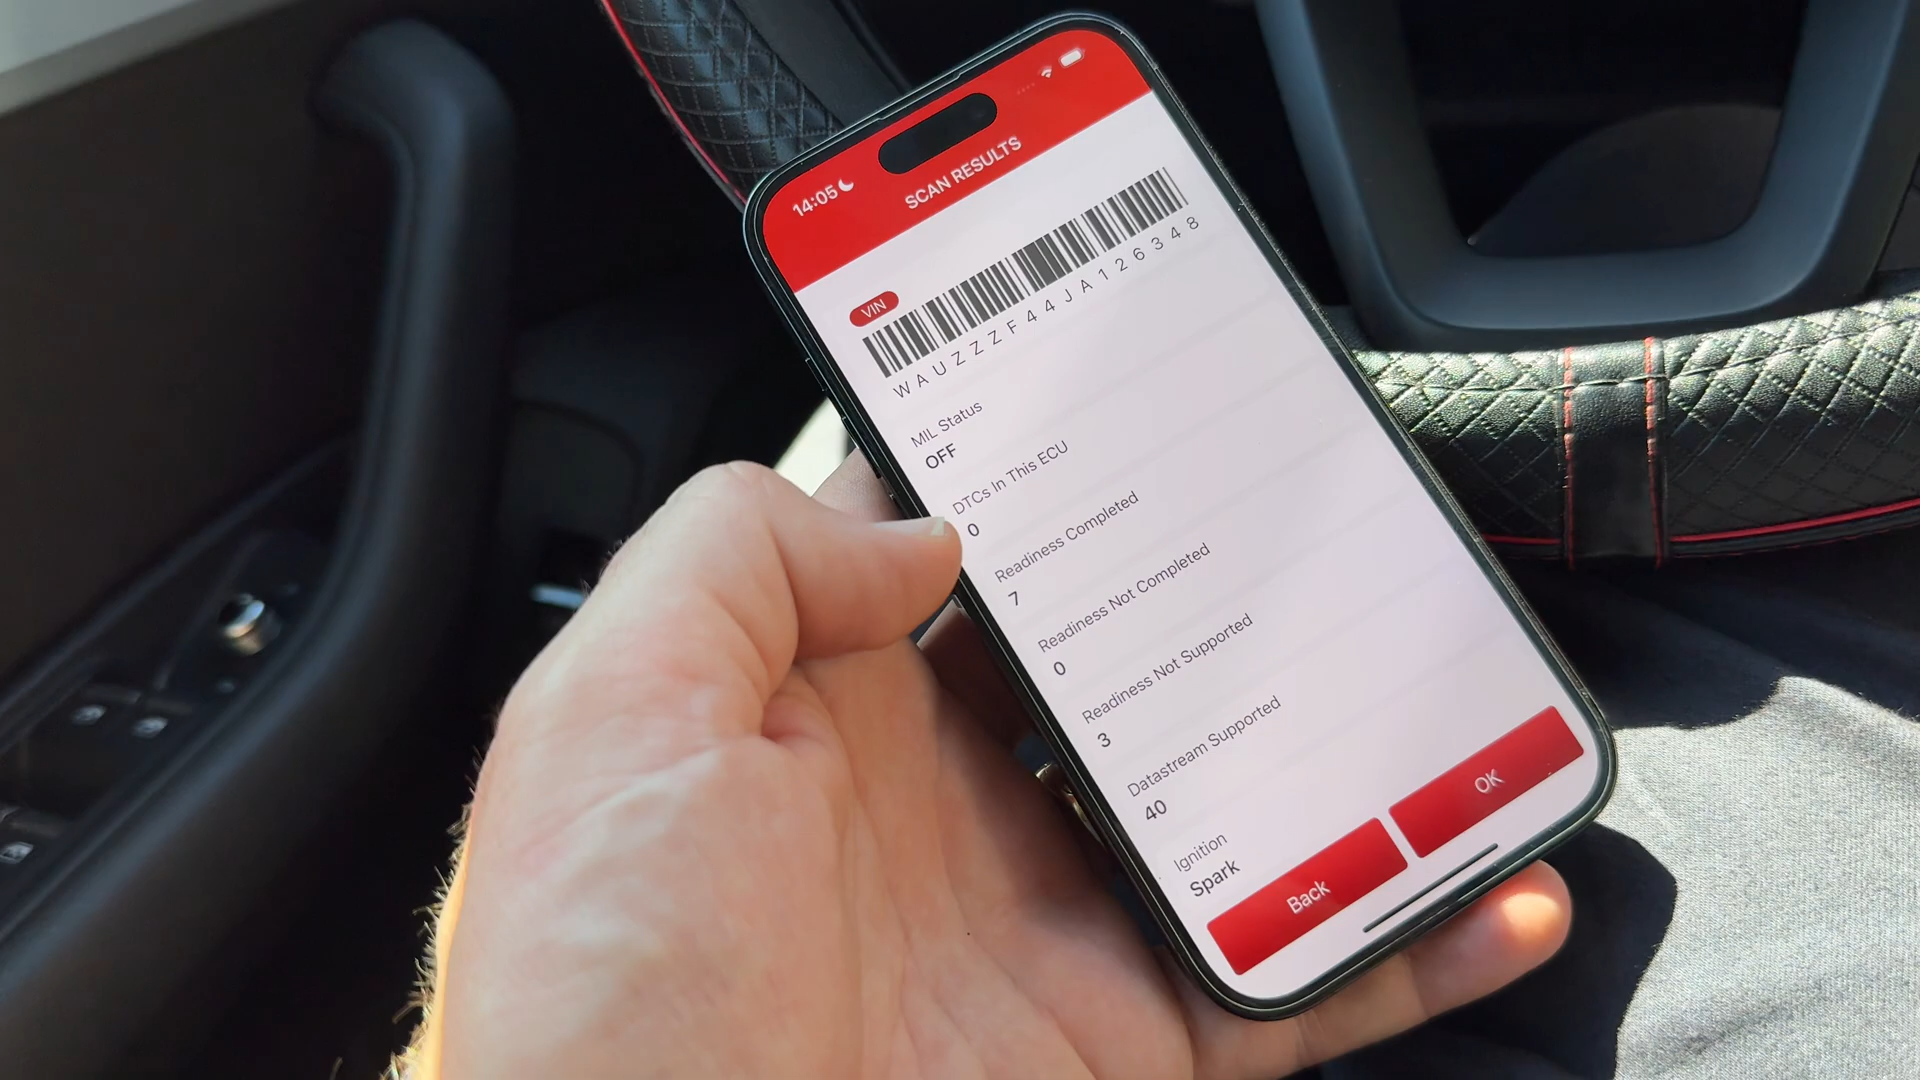 14:05
SCAN RESULTS
VIN
WAUZZZF44JA126348
MIL Status
OFF
DTCs In This ECU
0
Readiness Completed
7
Readiness Not Completed
0
Readiness Not Supported
3
Datastream Supported
40
Ignition
Spark
Back
OK